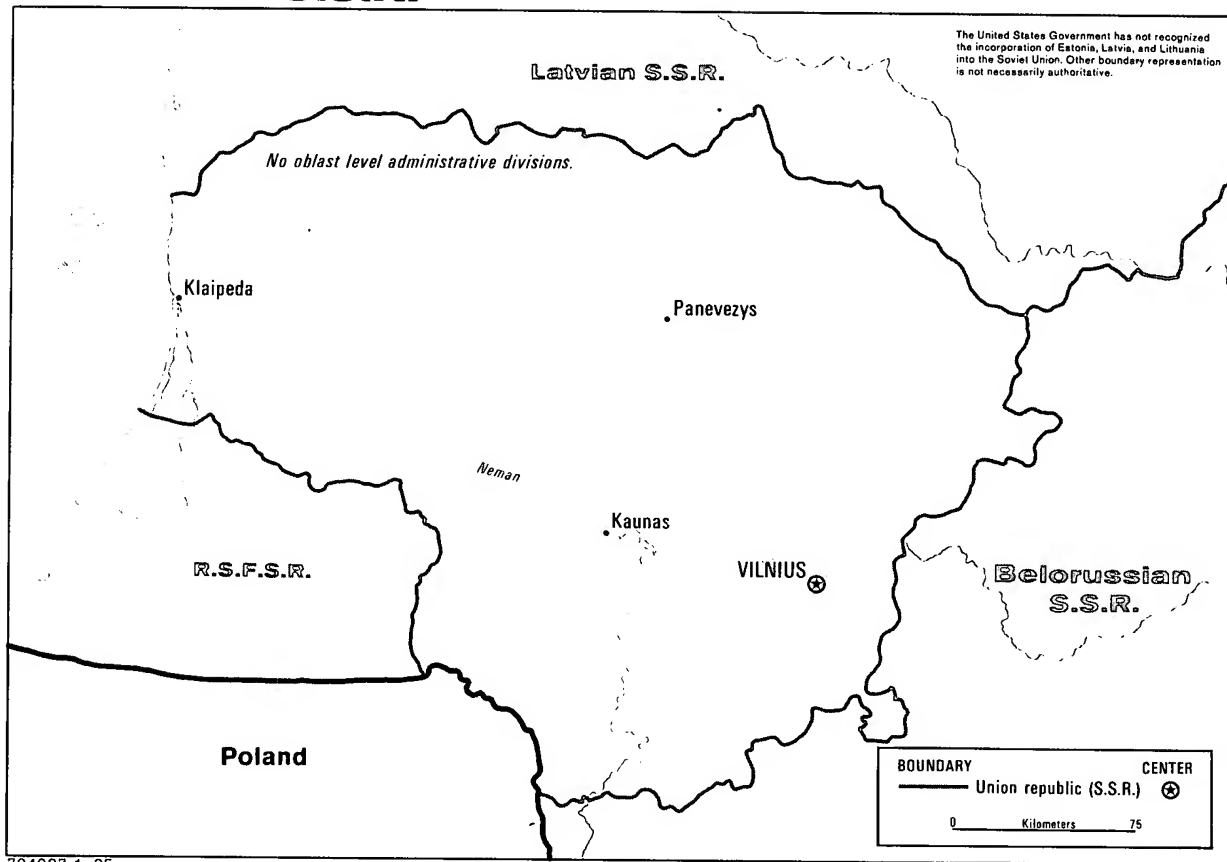 The United States Government has not recognized
the incorporation of Estonia, Latvia, and Lithuania
into the Soviet Union. Other boundary representation
is not necessarily authoritative.
Latvian S.S.R.
No oblast level administrative divisions.
Klaipeda
Panevezys
Neman
Kaunas
R.S.F.S.R.
VILNIUS
Belorussian
S.S.R.
Poland
BOUNDARY
CENTER
Union republic (S.S.R.)
0 Kilometers 75